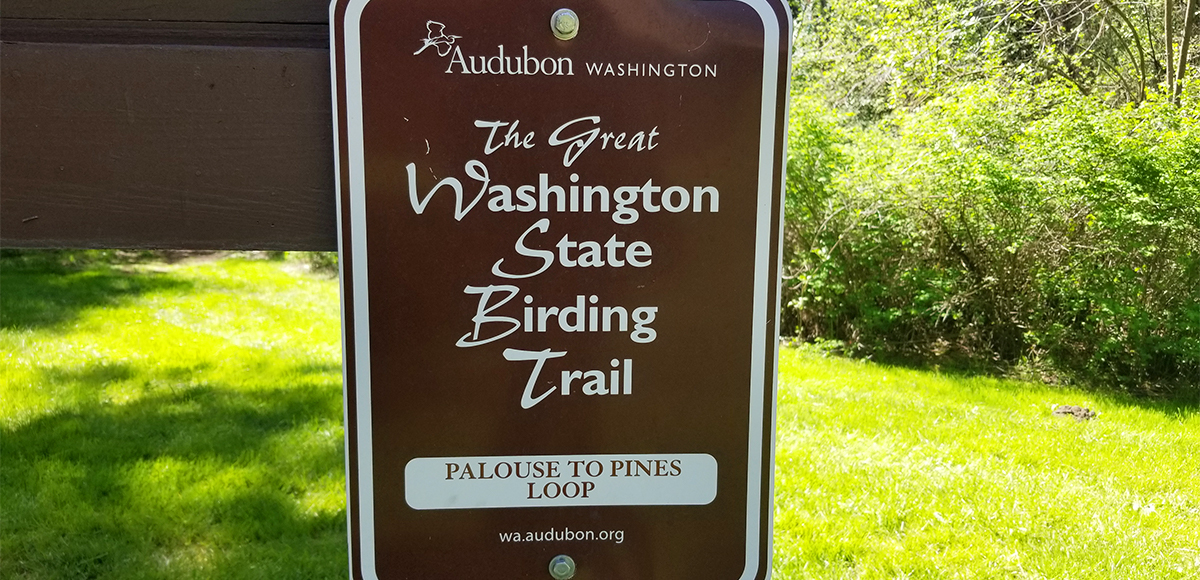 Audubon WASHINGTON
The Great
Washington
State
Birding
Trail
PALOUSE TO PINES
LOOP
wa.audubon.org